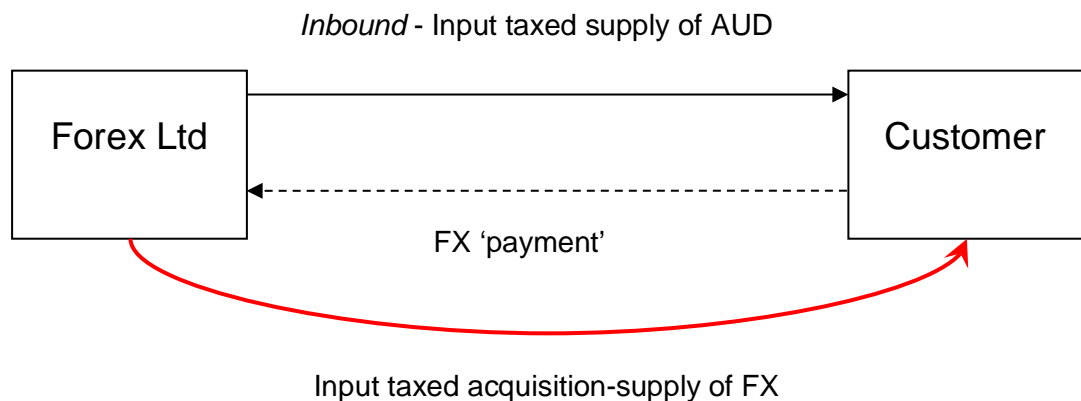 Inbound - Input taxed supply of AUD
Forex Ltd
Customer
FX ‘payment’
Input taxed acquisition-supply of FX